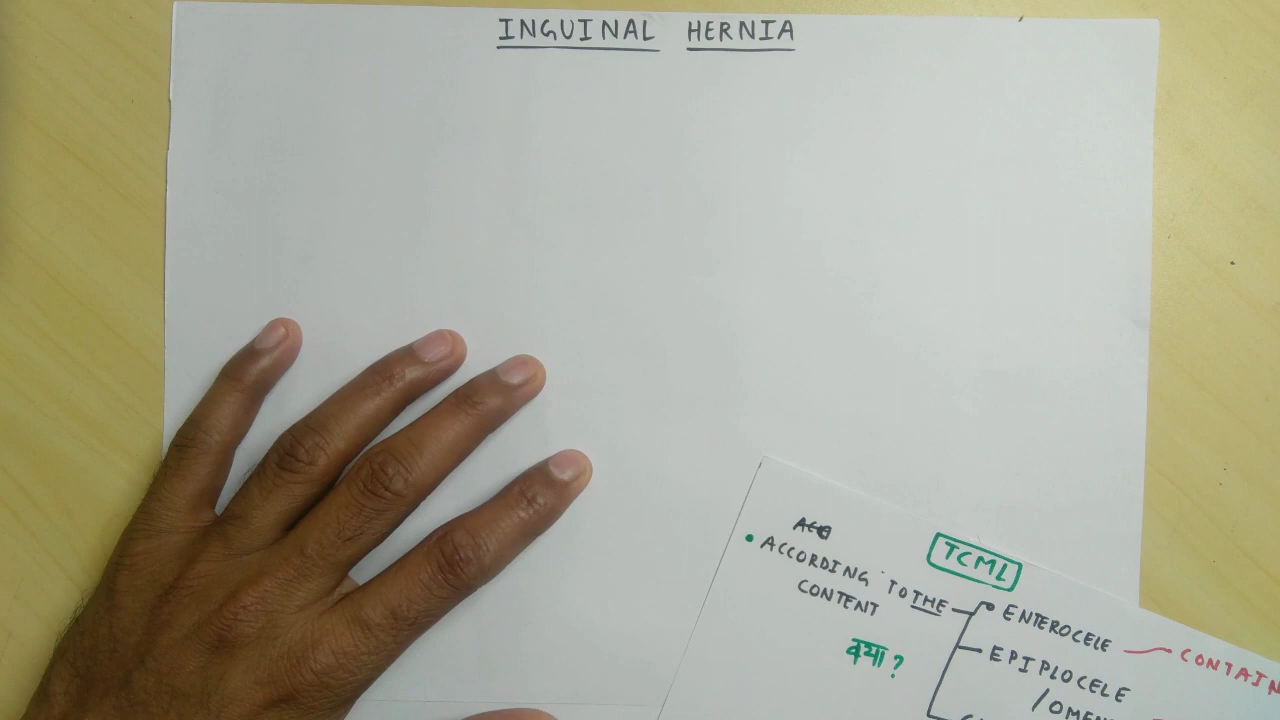 INGUINAL HERNIA
TCML
• ACCORDING TO THE
CONTENT
ENTEROCELE — CONTAIN
क्या ?
EPIPLOCELE